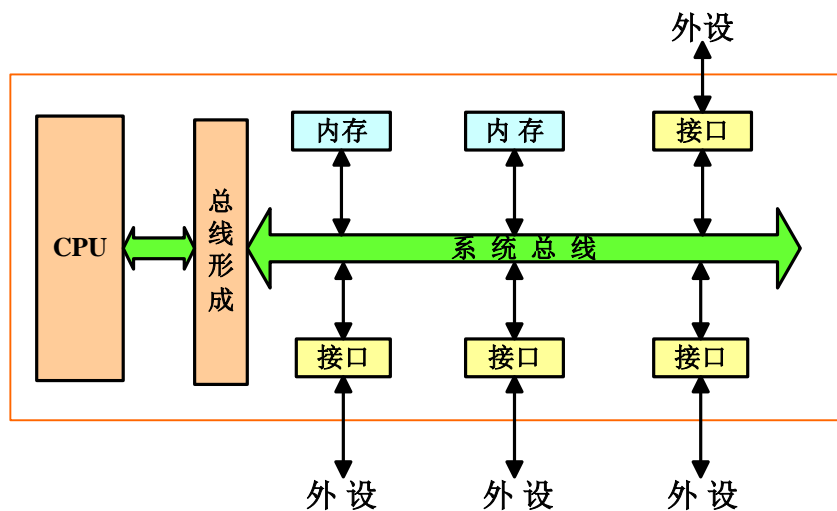 外设
内存
内 存
接口
CPU
总线形成
系 统 总 线
接口
接口
接口
外 设
外 设
外 设